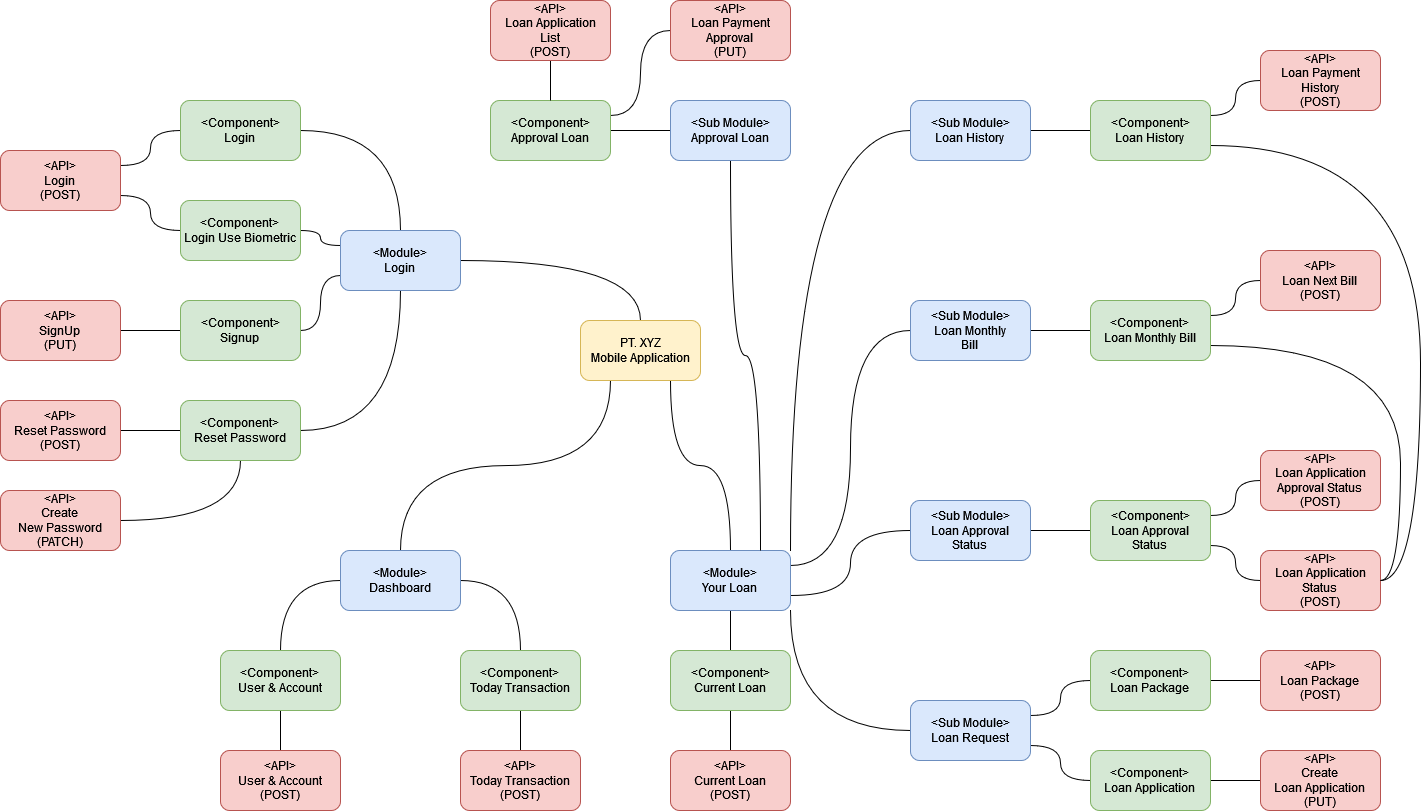 <API>
Loan Application
List
(POST)
<API>
Loan Payment
Approval
(PUT)
<API>
Loan Payment
History
(POST)
<Component>
Login
<Component>
Approval Loan
<Sub Module>
Approval Loan
<Sub Module>
Loan History
<Component>
Loan History
<API>
Login
(POST)
<Component>
Login Use Biometric
<Module>
Login
<API>
Loan Next Bill
(POST)
<API>
SignUp
(PUT)
<Component>
Signup
PT. XYZ
Mobile Application
<Sub Module>
Loan Monthly
Bill
<Component>
Loan Monthly Bill
<API>
Reset Password
(POST)
<Component>
Reset Password
<API>
Loan Application
Approval Status
(POST)
<API>
Create
New Password
(PATCH)
<Sub Module>
Loan Approval
Status
<Component>
Loan Approval
Status
<Module>
Dashboard
<Module>
Your Loan
<API>
Loan Application
Status
(POST)
<Component>
User & Account
<Component>
Today Transaction
<Component>
Current Loan
<Component>
Loan Package
<API>
Loan Package
(POST)
<Sub Module>
Loan Request
<API>
User & Account
(POST)
<API>
Today Transaction
(POST)
<API>
Current Loan
(POST)
<Component>
Loan Application
<API>
Create
Loan Application
(PUT)